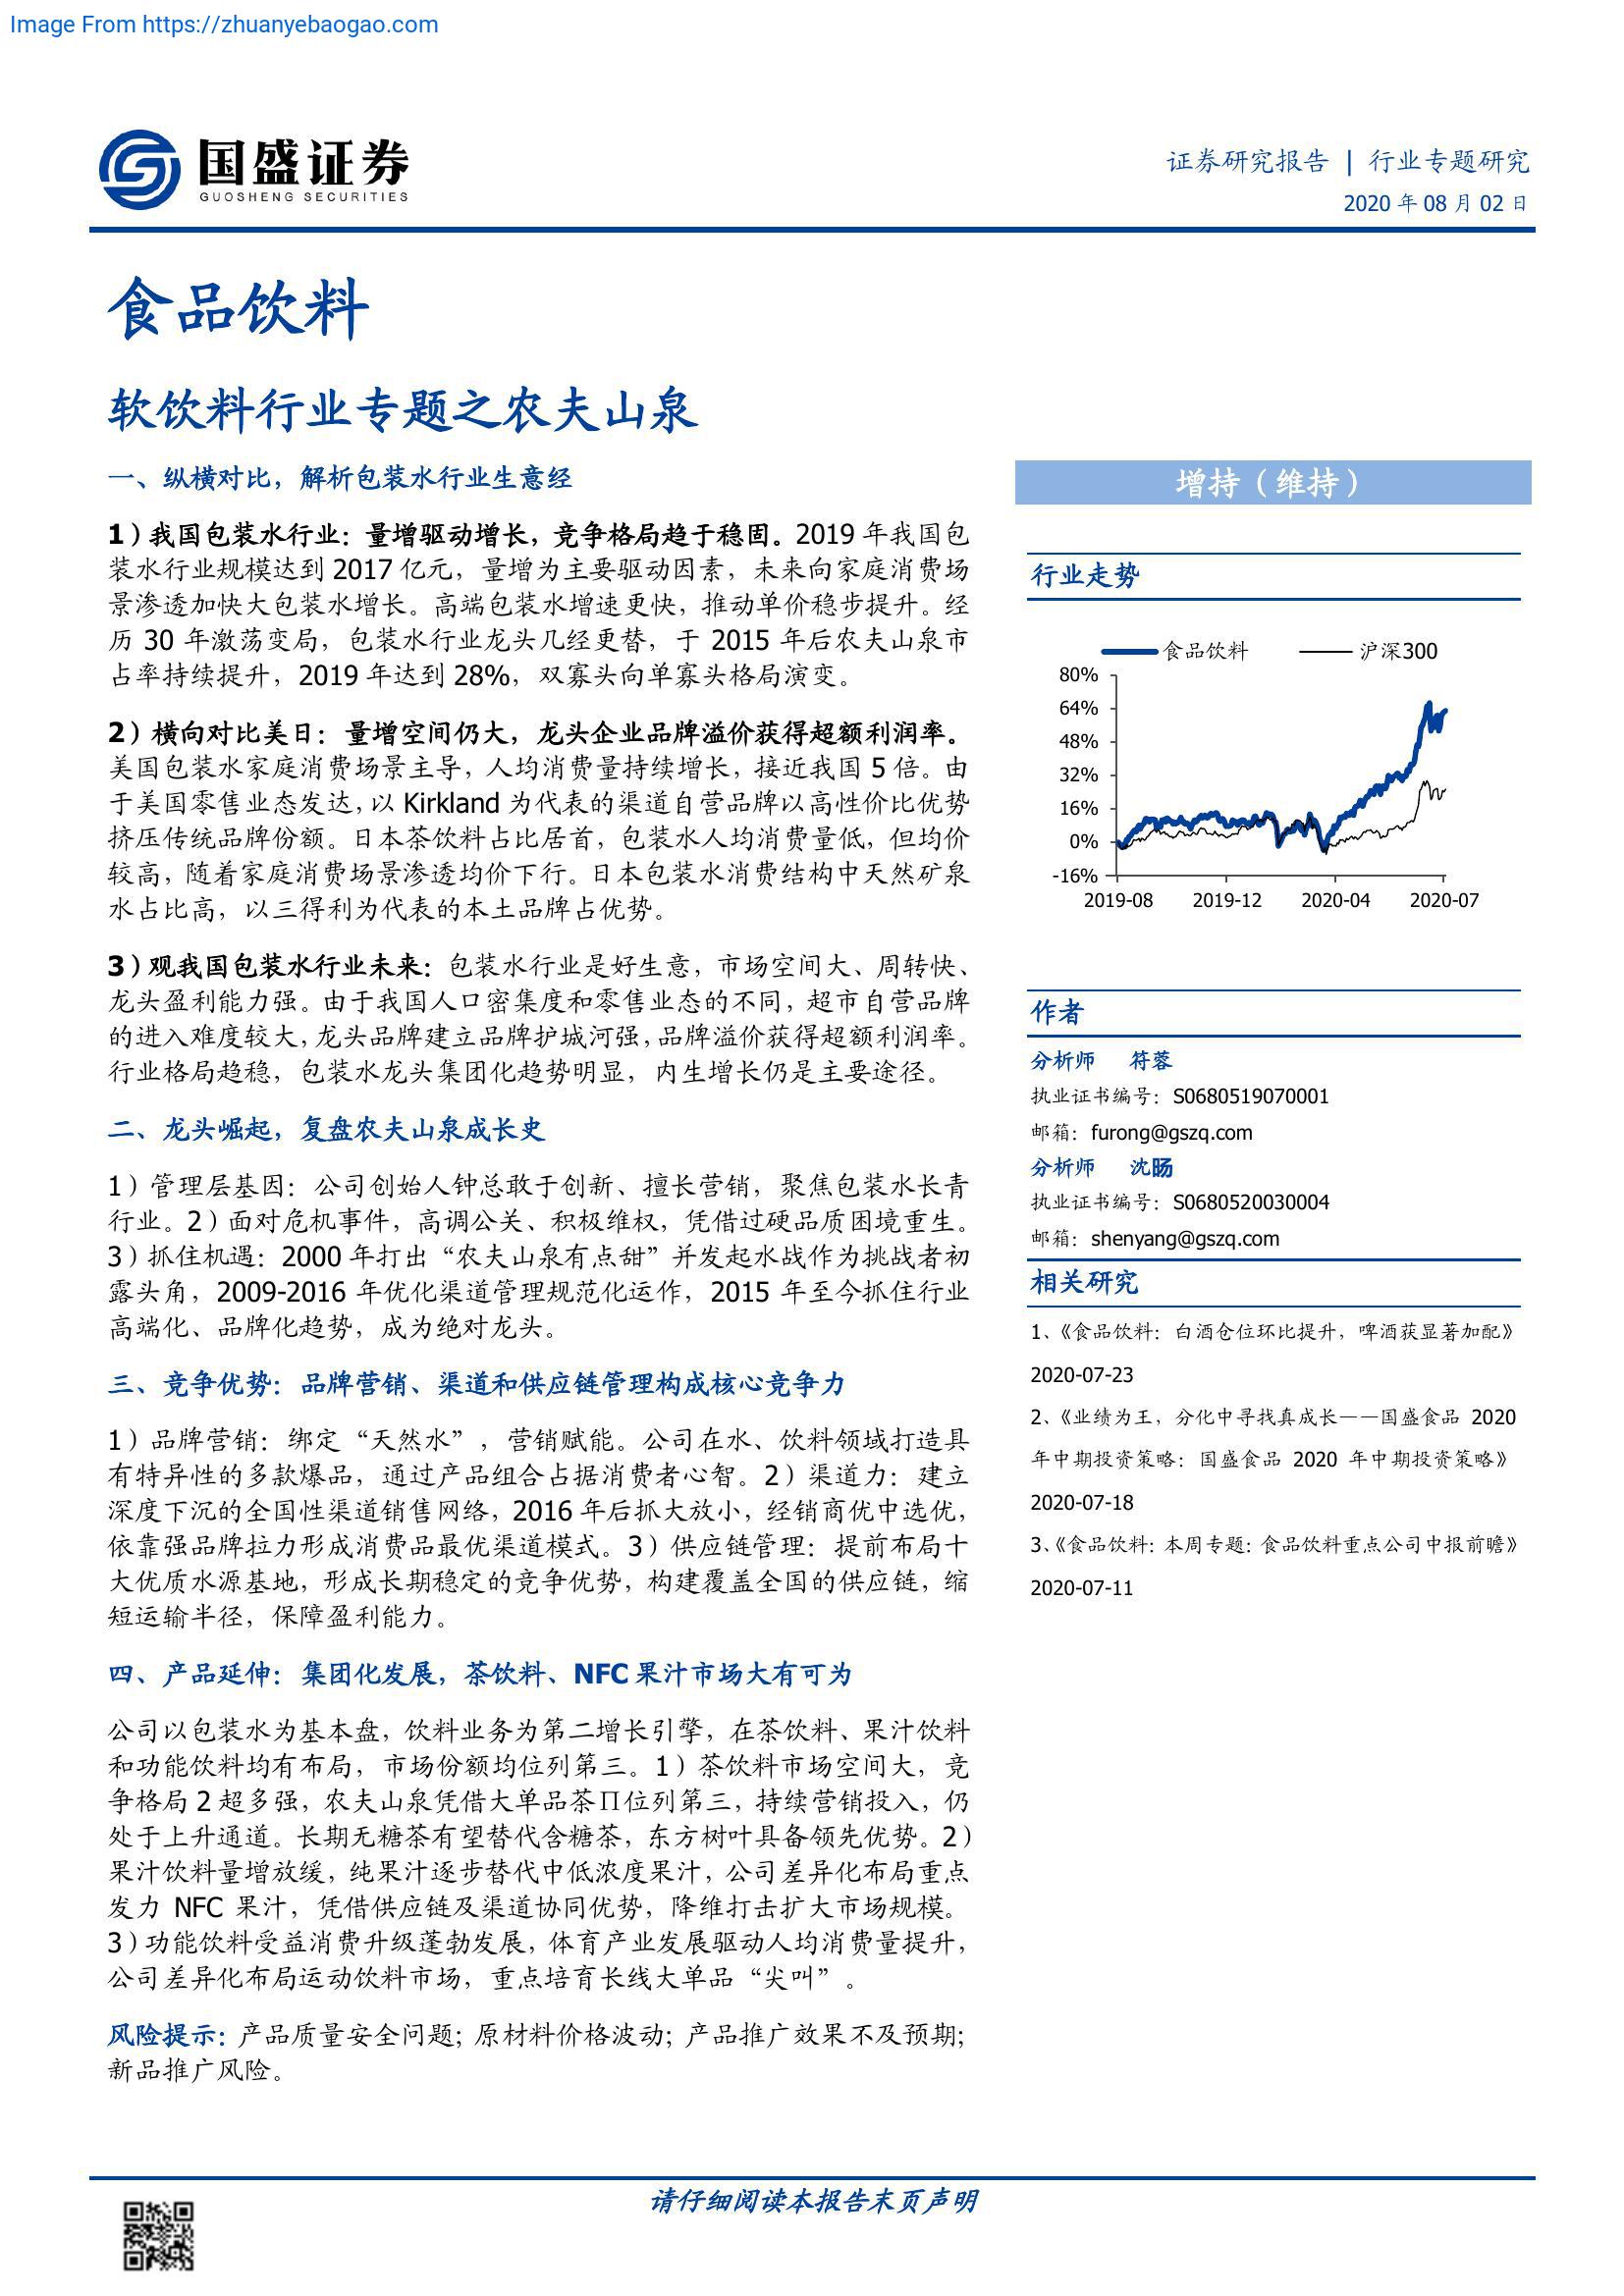 Image From https://zhuanyebaogao.com
国盛证券
GUOSHENG SECURITIES
证券研究报告 | 行业专题研究
2020 年 08 月 02 日
食品饮料
软饮料行业专题之农夫山泉
一、纵横对比，解析包装水行业生意经
1）我国包装水行业：量增驱动增长，竞争格局趋于稳固。2019 年我国包
装水行业规模达到 2017 亿元，量增为主要驱动因素，未来向家庭消费场
景渗透加快大包装水增长。高端包装水增速更快，推动单价稳步提升。经
历 30 年激荡变局，包装水行业龙头几经更替，于 2015 年后农夫山泉市
占率持续提升，2019 年达到 28%，双寡头向单寡头格局演变。
2）横向对比美日：量增空间仍大，龙头企业品牌溢价获得超额利润率。
美国包装水家庭消费场景主导，人均消费量持续增长，接近我国 5 倍。由
于美国零售业态发达，以 Kirkland 为代表的渠道自营品牌以高性价比优势
挤压传统品牌份额。日本茶饮料占比居首，包装水人均消费量低，但均价
较高，随着家庭消费场景渗透均价下行。日本包装水消费结构中天然矿泉
水占比高，以三得利为代表的本土品牌占优势。
3）观我国包装水行业未来：包装水行业是好生意，市场空间大、周转快、
龙头盈利能力强。由于我国人口密集度和零售业态的不同，超市自营品牌
的进入难度较大，龙头品牌建立品牌护城河强，品牌溢价获得超额利润率。
行业格局趋稳，包装水龙头集团化趋势明显，内生增长仍是主要途径。
二、龙头崛起，复盘农夫山泉成长史
1）管理层基因：公司创始人钟总敢于创新、擅长营销，聚焦包装水长青
行业。2）面对危机事件，高调公关、积极维权，凭借过硬品质困境重生。
3）抓住机遇：2000 年打出“农夫山泉有点甜”并发起水战作为挑战者初
露头角，2009-2016 年优化渠道管理规范化运作，2015 年至今抓住行业
高端化、品牌化趋势，成为绝对龙头。
三、竞争优势：品牌营销、渠道和供应链管理构成核心竞争力
1）品牌营销：绑定“天然水”，营销赋能。公司在水、饮料领域打造具
有特异性的多款爆品，通过产品组合占据消费者心智。2）渠道力：建立
深度下沉的全国性渠道销售网络，2016 年后抓大放小，经销商优中选优，
依靠强品牌拉力形成消费品最优渠道模式。3）供应链管理：提前布局十
大优质水源基地，形成长期稳定的竞争优势，构建覆盖全国的供应链，缩
短运输半径，保障盈利能力。
四、产品延伸：集团化发展，茶饮料、NFC 果汁市场大有可为
公司以包装水为基本盘，饮料业务为第二增长引擎，在茶饮料、果汁饮料
和功能饮料均有布局，市场份额均位列第三。1）茶饮料市场空间大，竞
争格局 2 超多强，农夫山泉凭借大单品茶∏位列第三，持续营销投入，仍
处于上升通道。长期无糖茶有望替代含糖茶，东方树叶具备领先优势。2）
果汁饮料量增放缓，纯果汁逐步替代中低浓度果汁，公司差异化布局重点
发力 NFC 果汁，凭借供应链及渠道协同优势，降维打击扩大市场规模。
3）功能饮料受益消费升级蓬勃发展，体育产业发展驱动人均消费量提升，
公司差异化布局运动饮料市场，重点培育长线大单品“尖叫”。
风险提示：产品质量安全问题；原材料价格波动；产品推广效果不及预期；
新品推广风险。
增持（维持）
行业走势
食品饮料 沪深300
80%
64%
48%
32%
16%
0%
-16%
2019-08 2019-12 2020-04 2020-07
作者
分析师 符蓉
执业证书编号：S0680519070001
邮箱：furong@gszq.com
分析师 沈旸
执业证书编号：S0680520030004
邮箱：shenyang@gszq.com
相关研究
1、《食品饮料：白酒仓位环比提升，啤酒获显著加配》
2020-07-23
2、《业绩为王，分化中寻找真成长——国盛食品 2020
年中期投资策略：国盛食品 2020 年中期投资策略》
2020-07-18
3、《食品饮料：本周专题：食品饮料重点公司中报前瞻》
2020-07-11
请仔细阅读本报告末页声明